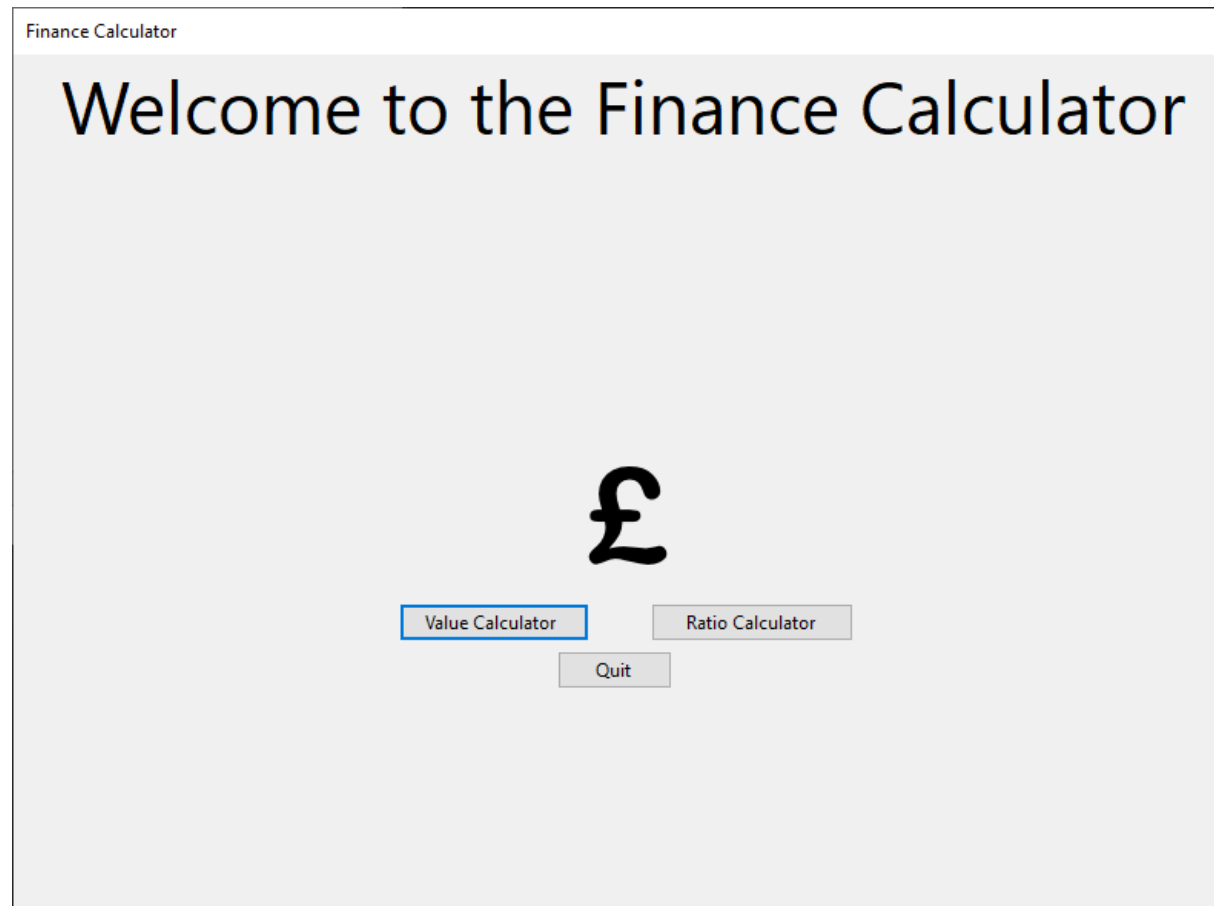 Finance Calculator
Welcome to the Finance Calculator
£
Value Calculator
Ratio Calculator
Quit